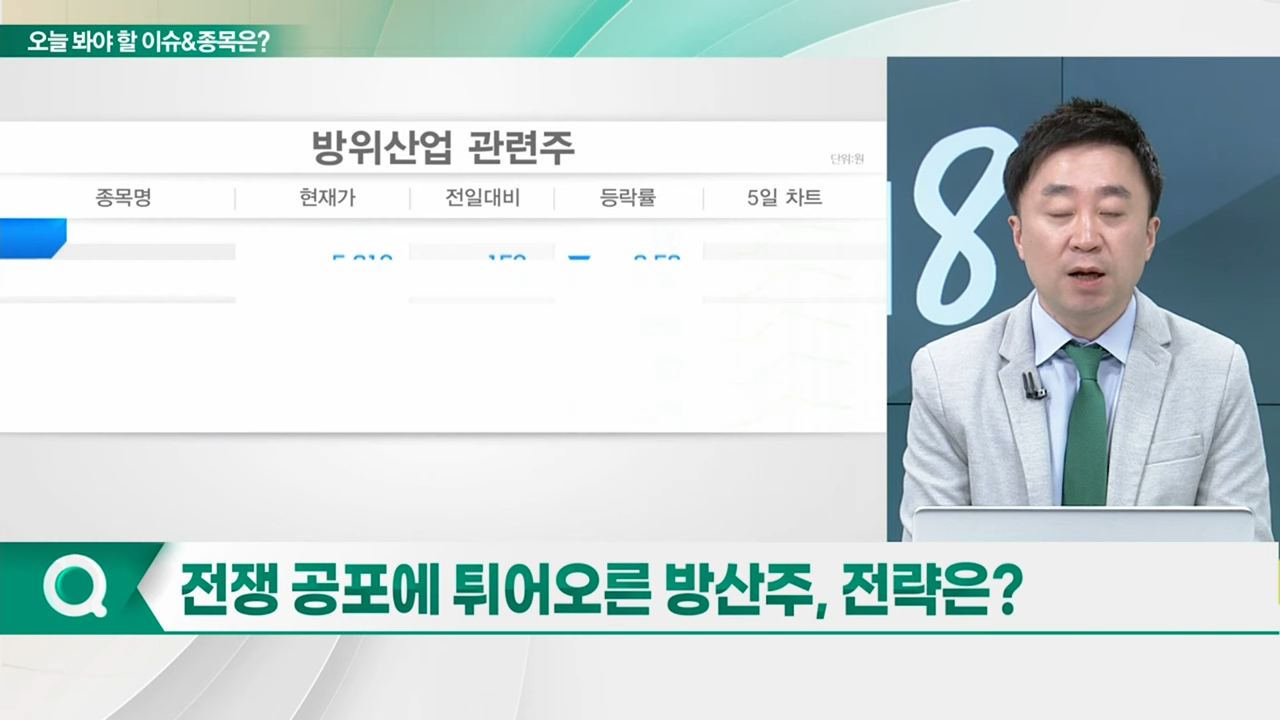 오늘 봐야 할 이슈&종목은?
방위산업 관련주
단위:원
종목명 현재가 전일대비 등락률 5일 차트
8
전쟁 공포에 튀어오른 방산주, 전략은?